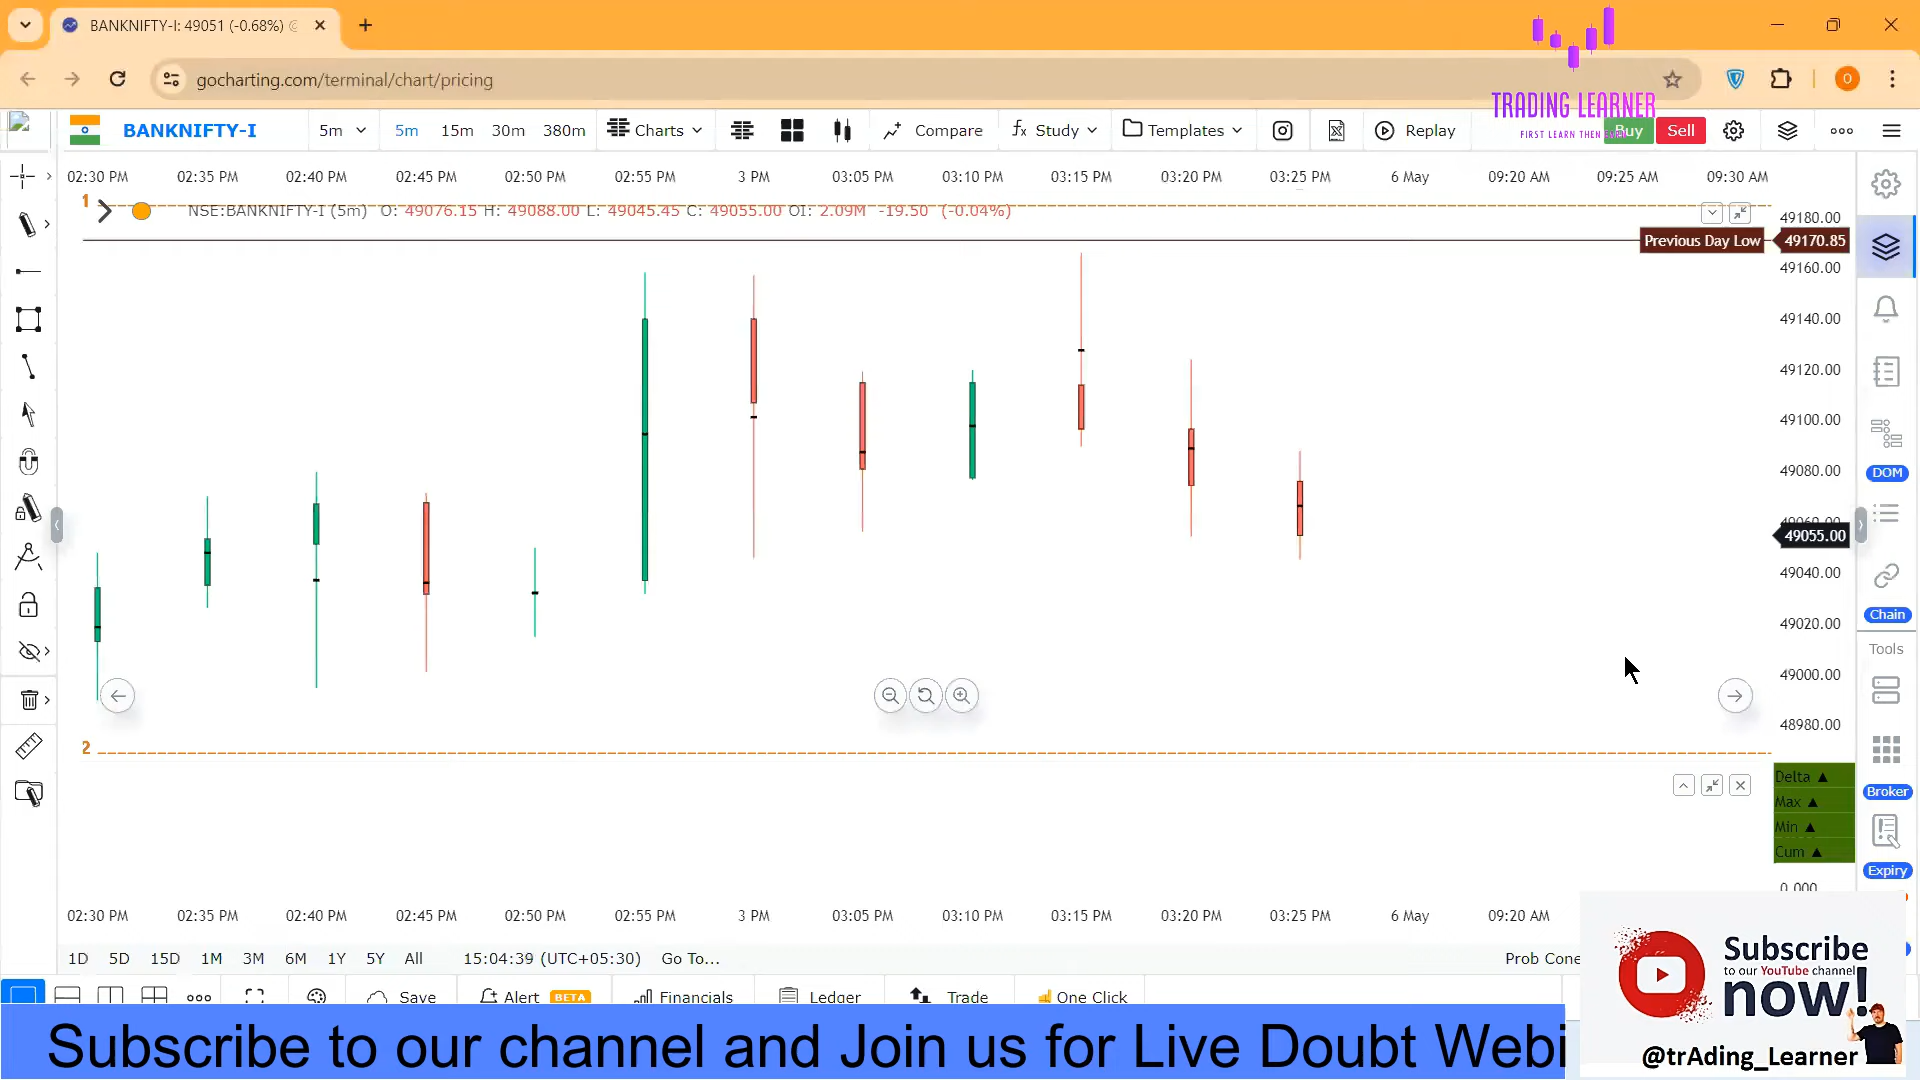 BANKNIFTY-I: 49051 (-0.68%)
gocharting.com/terminal/chart/pricing
O
TRADING LEARNER
BANKNIFTY-I 5m 5m 15m 30m 380m Charts Compare Study Templates Replay Buy Sell
02:30 PM 02:35 PM 02:40 PM 02:45 PM 02:50 PM 02:55 PM 3 PM 03:05 PM 03:10 PM 03:15 PM 03:20 PM 03:25 PM 6 May 09:20 AM 09:25 AM 09:30 AM
1
NSE:BANKNIFTY-I (5m) O: 49076.15 H: 49088.00 L: 49045.45 C: 49055.00 OI: 2.09M -19.50 (-0.04%)
49180.00
Previous Day Low 49170.85
49160.00
49140.00
49120.00
49100.00
49080.00
DOM
49055.00
49040.00
Chain
49020.00
Tools
49000.00
48980.00
2
Delta ▲
Broker
Max ▲
Min ▲
Cum ▲
Expiry
0.000
02:30 PM 02:35 PM 02:40 PM 02:45 PM 02:50 PM 02:55 PM 3 PM 03:05 PM 03:10 PM 03:15 PM 03:20 PM 03:25 PM 6 May 09:20 AM
1D 5D 15D 1M 3M 6M 1Y 5Y All 15:04:39 (UTC+05:30) Go To... Prob Cone
Save Alert BETA Financials Ledger Trade One Click
Subscribe to our channel and Join us for Live Doubt Webi
Subscribe
to our YouTube channel
now!
@trAding_Learner